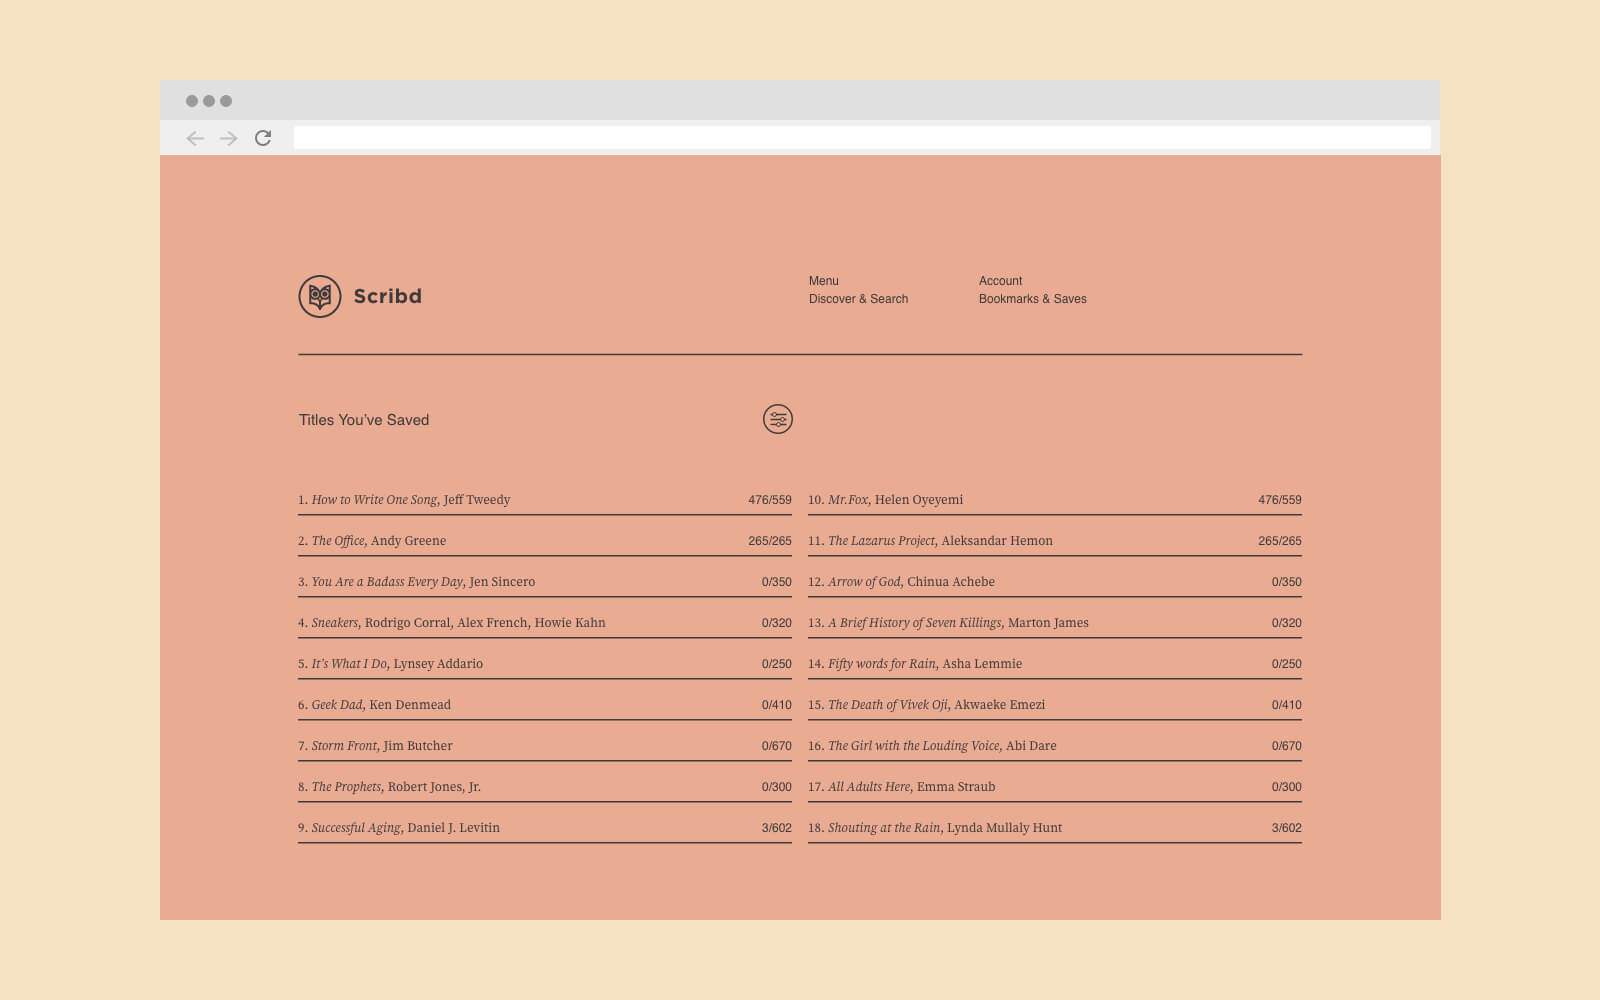 Scribd
Menu
Discover & Search
Account
Bookmarks & Saves
Titles You’ve Saved
1. How to Write One Song, Jeff Tweedy 476/559
2. The Office, Andy Greene 265/265
3. You Are a Badass Every Day, Jen Sincero 0/350
4. Sneakers, Rodrigo Corral, Alex French, Howie Kahn 0/320
5. It’s What I Do, Lynsey Addario 0/250
6. Geek Dad, Ken Denmead 0/410
7. Storm Front, Jim Butcher 0/670
8. The Prophets, Robert Jones, Jr. 0/300
9. Successful Aging, Daniel J. Levitin 3/602
10. Mr.Fox, Helen Oyeyemi 476/559
11. The Lazarus Project, Aleksandar Hemon 265/265
12. Arrow of God, Chinua Achebe 0/350
13. A Brief History of Seven Killings, Marton James 0/320
14. Fifty words for Rain, Asha Lemmie 0/250
15. The Death of Vivek Oji, Akwaeke Emezi 0/410
16. The Girl with the Louding Voice, Abi Dare 0/670
17. All Adults Here, Emma Straub 0/300
18. Shouting at the Rain, Lynda Mullaly Hunt 3/602